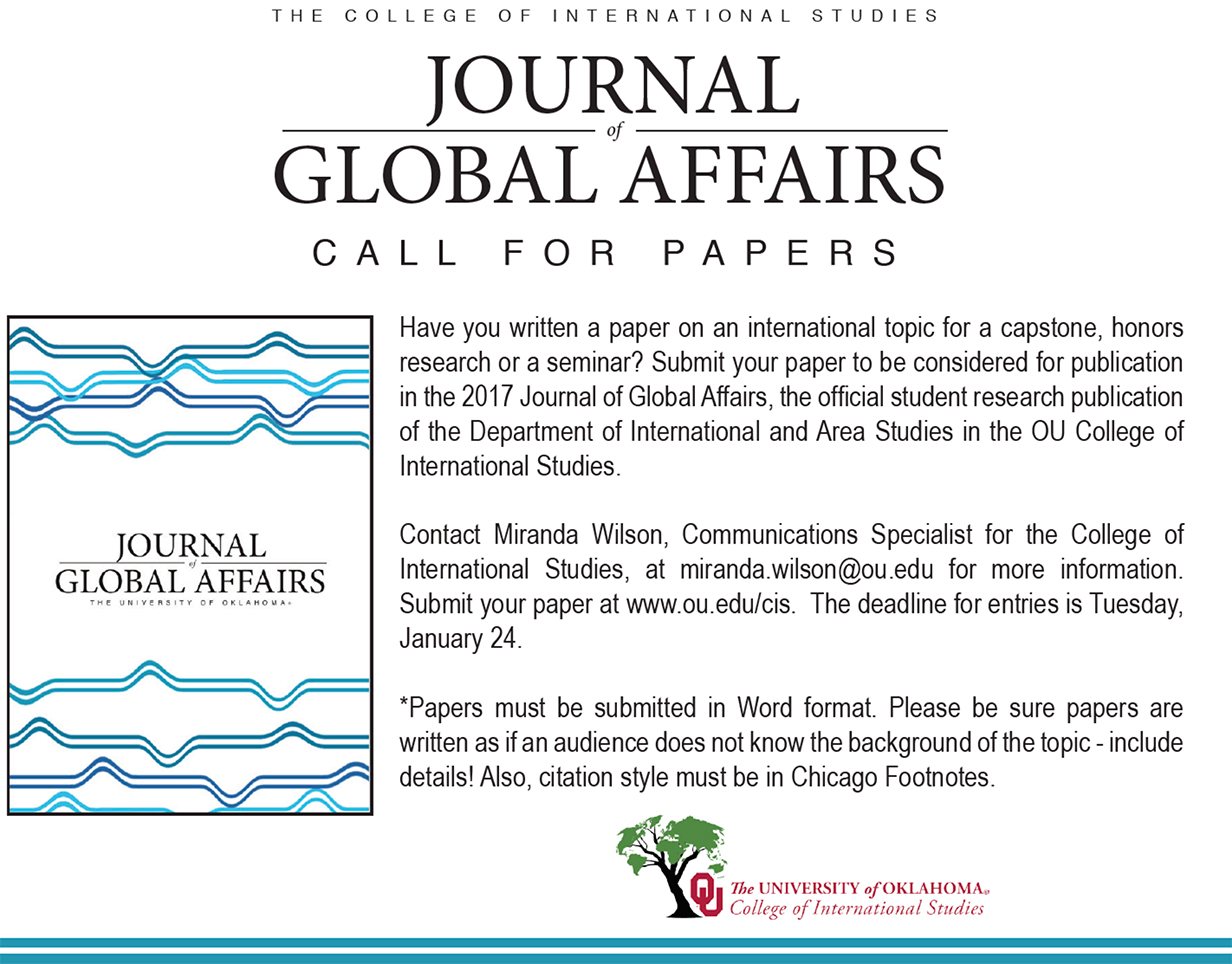 THE COLLEGE OF INTERNATIONAL STUDIES
JOURNAL
of
GLOBAL AFFAIRS
CALL FOR PAPERS
JOURNAL
of
GLOBAL AFFAIRS
THE UNIVERSITY OF OKLAHOMA®
Have you written a paper on an international topic for a capstone, honors
research or a seminar? Submit your paper to be considered for publication
in the 2017 Journal of Global Affairs, the official student research publication
of the Department of International and Area Studies in the OU College of
International Studies.
Contact Miranda Wilson, Communications Specialist for the College of
International Studies, at miranda.wilson@ou.edu for more information.
Submit your paper at www.ou.edu/cis.  The deadline for entries is Tuesday,
January 24.
*Papers must be submitted in Word format. Please be sure papers are
written as if an audience does not know the background of the topic - include
details! Also, citation style must be in Chicago Footnotes.
OU
The UNIVERSITY of OKLAHOMA®
College of International Studies